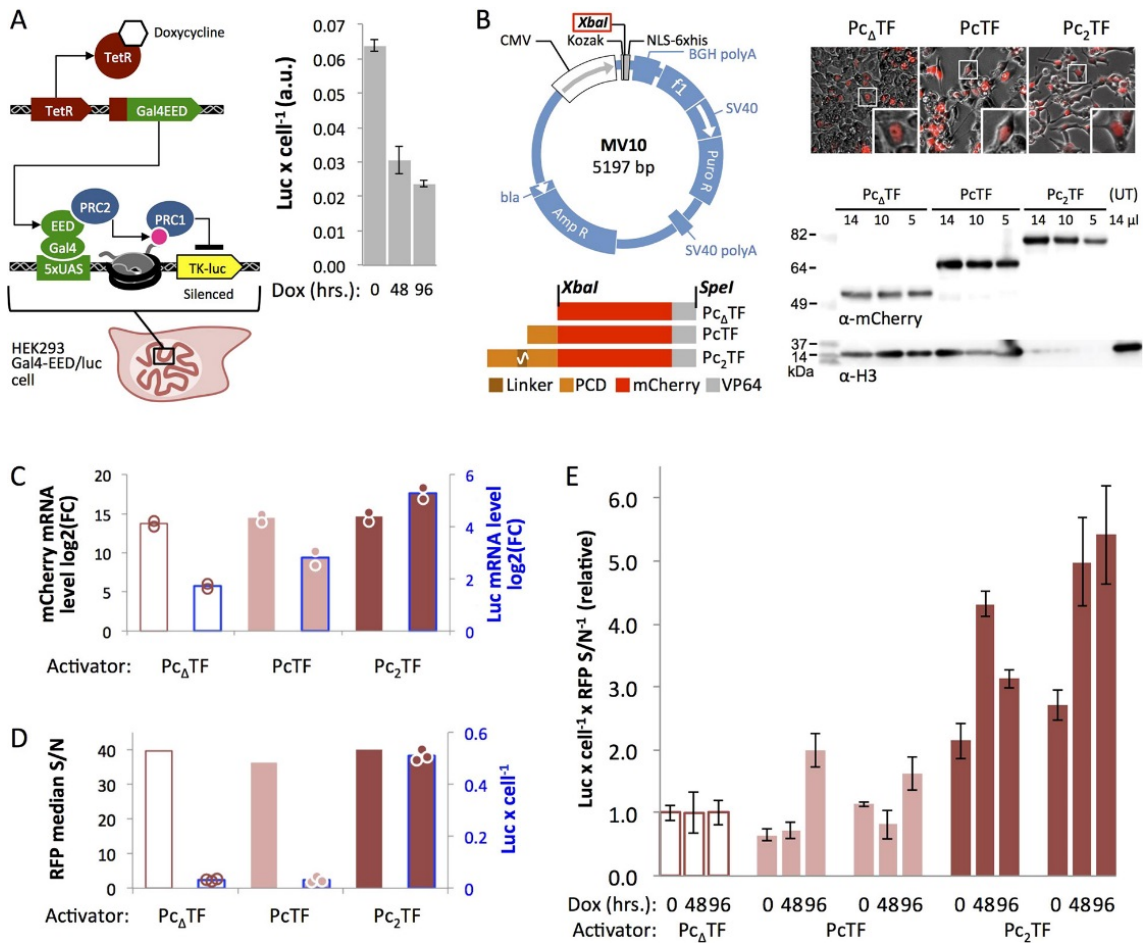 A
Doxycycline
TetR
TetR
Gal4EED
PRC2
PRC1
EED
Gal4
5xUAS
TK-luc
Silenced
HEK293
Gal4-EED/luc
cell
Luc x cell-1 (a.u.)
0.07
0.06
0.05
0.04
0.03
0.02
0.01
0.00
Dox (hrs.): 0 48 96
B
XbaI
CMV
Kozak
NLS-6xhis
BGH polyA
f1
SV40
MV10
5197 bp
Puro R
bla
Amp R
SV40 polyA
XbaI
SpeI
PcΔTF
PcTF
Pc2TF
Linker PCD mCherry VP64
PcΔTF PcTF Pc2TF
PcΔTF PcTF Pc2TF (UT)
14 10 5 14 10 5 14 10 5 14 µl
82
64
49
α-mCherry
37
14
kDa
α-H3
C
mCherry mRNA
level log2(FC)
20
15
10
5
0
6
4
2
0
Luc mRNA level
log2(FC)
Activator: PcΔTF PcTF Pc2TF
D
RFP median S/N
40
30
20
10
0
0.6
0.4
0.2
0
Luc x cell-1
Activator: PcΔTF PcTF Pc2TF
E
Luc x cell-1 x RFP S/N-1 (relative)
6.0
5.0
4.0
3.0
2.0
1.0
0.0
Dox (hrs.): 0 4896 0 4896 0 4896 0 4896 0 4896
Activator: PcΔTF PcTF Pc2TF